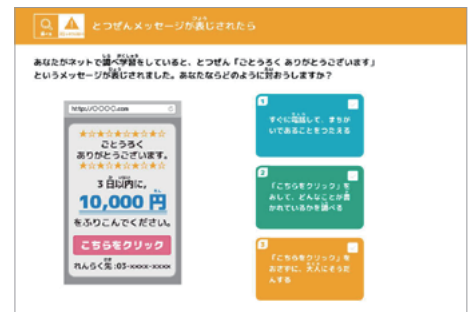 とつぜんメッセージが表じされたら
あなたがネットで調べ学習をしていると、とつぜん「ごとうろく ありがとうございます」
というメッセージが表じされました。あなたならどのように対おうしますか?
http://〇〇〇〇.com
★☆★☆★☆★☆★☆
ごとうろく
ありがとうございます。
★☆★☆★☆★☆★☆
3日以内に、
10,000 円
をふりこんでください。
こちらをクリック
れんらく先:03-xxxx-xxxx
1
すぐに電話して、まちが
いであることをつたえる
2
「こちらをクリック」を
おして、どんなことが書
かれているかを調べる
3
「こちらをクリック」を
おさずに、大人にそうだ
んする